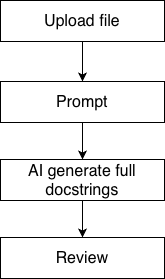 Upload file
Prompt
AI generate full
docstrings
Review